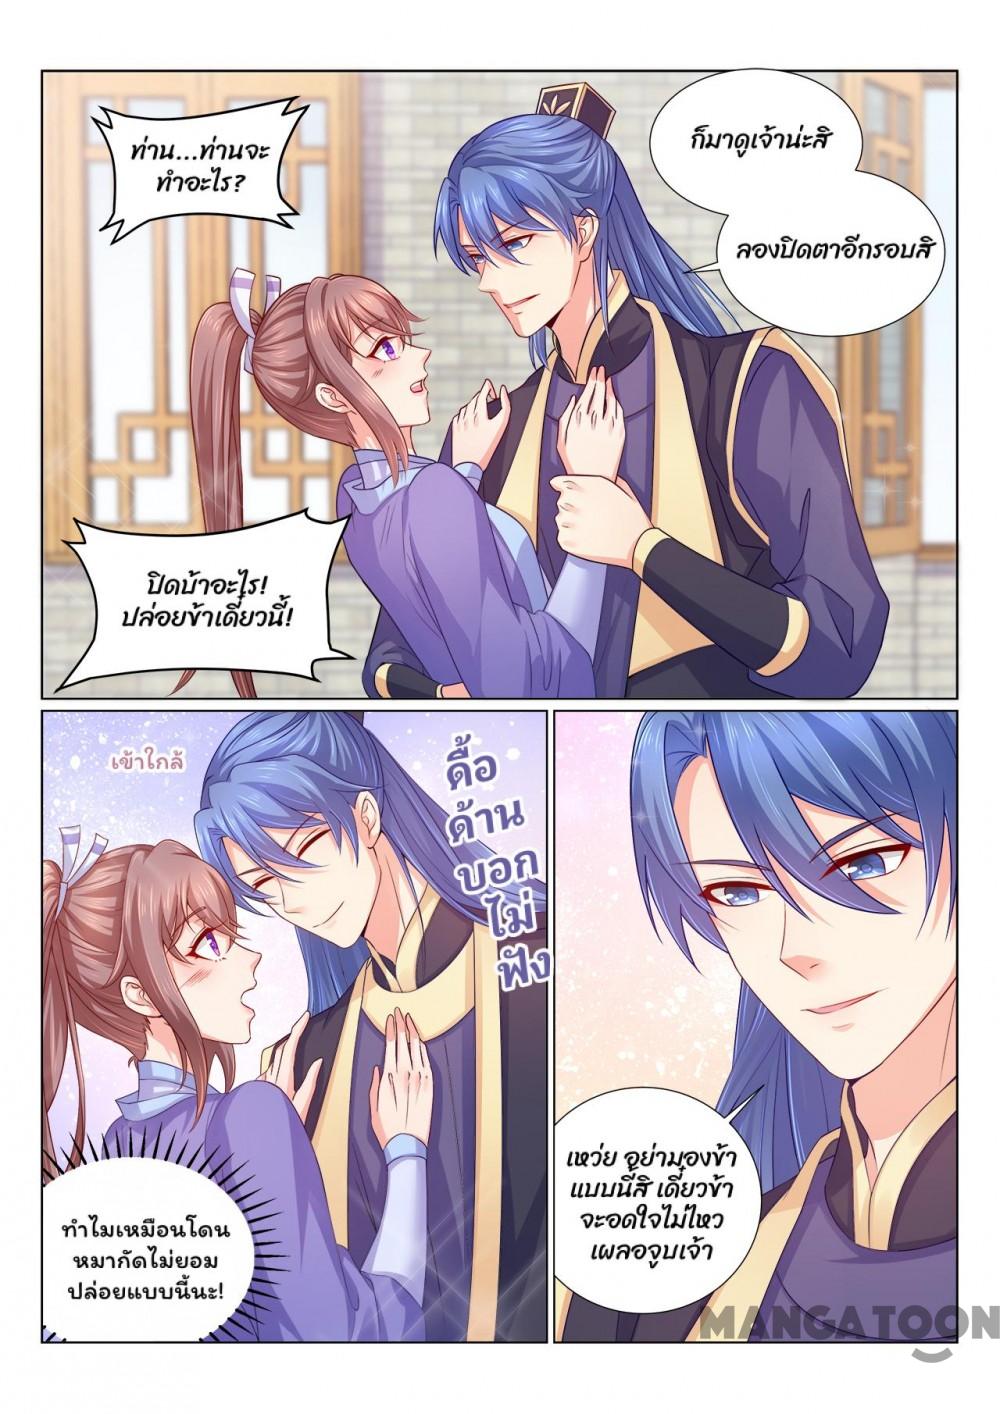 ท่าน...ท่านจะ
ทำอะไร?
ก็มาดูเจ้าน่ะสิ
ลองปิดตาอีกรอบสิ
ปิดบ้าอะไร!
ปล่อยข้าเดี๋ยวนี้!
เข้าใกล้
ดื้อ
ด้าน
บอก
ไม่
ฟัง
ทำไมเหมือนโดน
หมากัดไม่ยอม
ปล่อยแบบนี้นะ!
เหว่ย อย่ามองข้า
แบบนี้สิ เดี๋ยวข้า
จะอดใจไม่ไหว
เผลอจูบเจ้า
MANGATOON